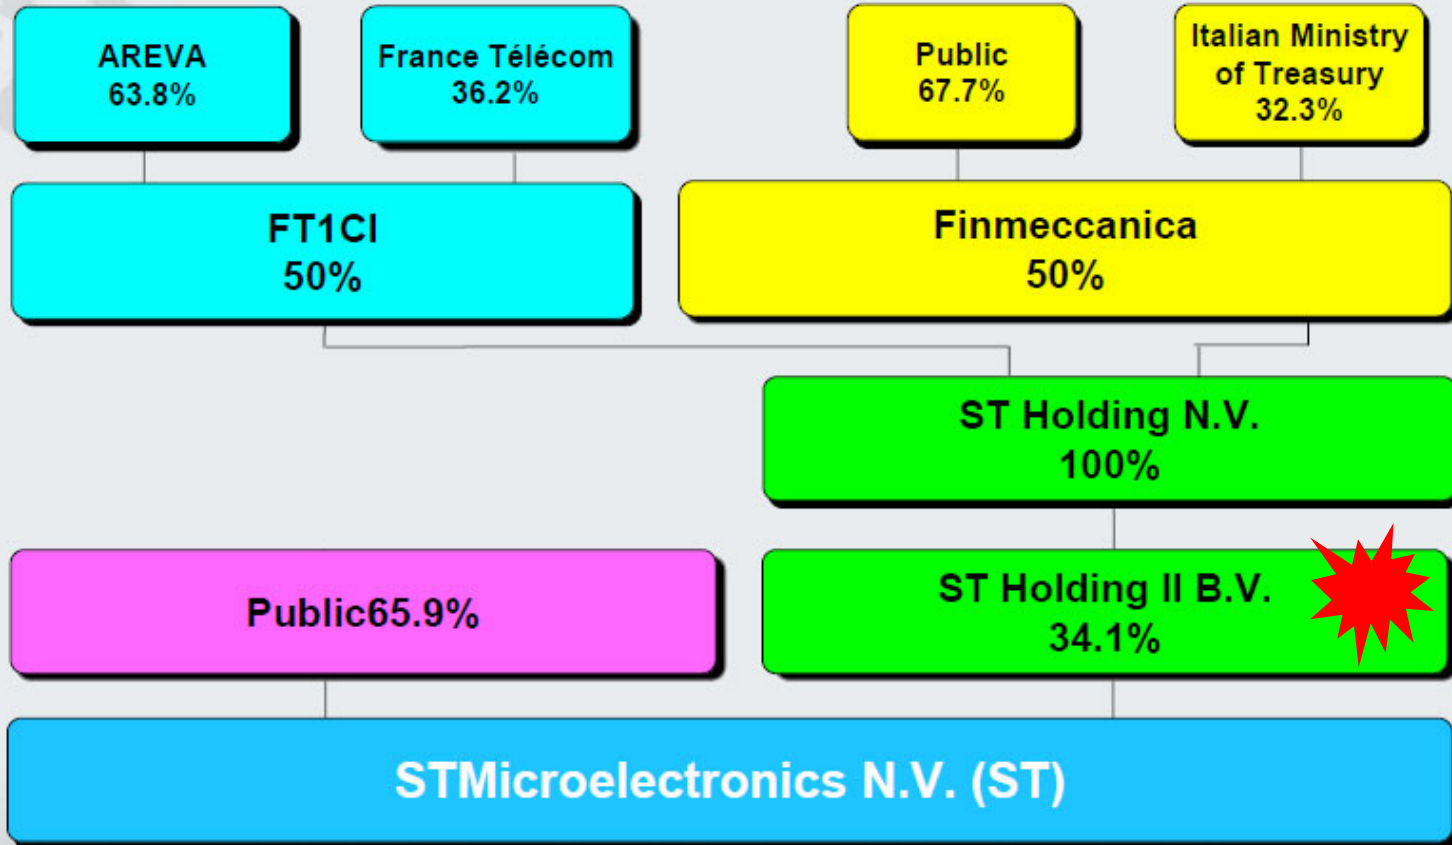 AREVA
63.8%
France Télécom
36.2%
Public
67.7%
Italian Ministry
of Treasury
32.3%
FT1CI
50%
Finmeccanica
50%
ST Holding N.V.
100%
Public65.9%
ST Holding II B.V.
34.1%
STMicroelectronics N.V. (ST)